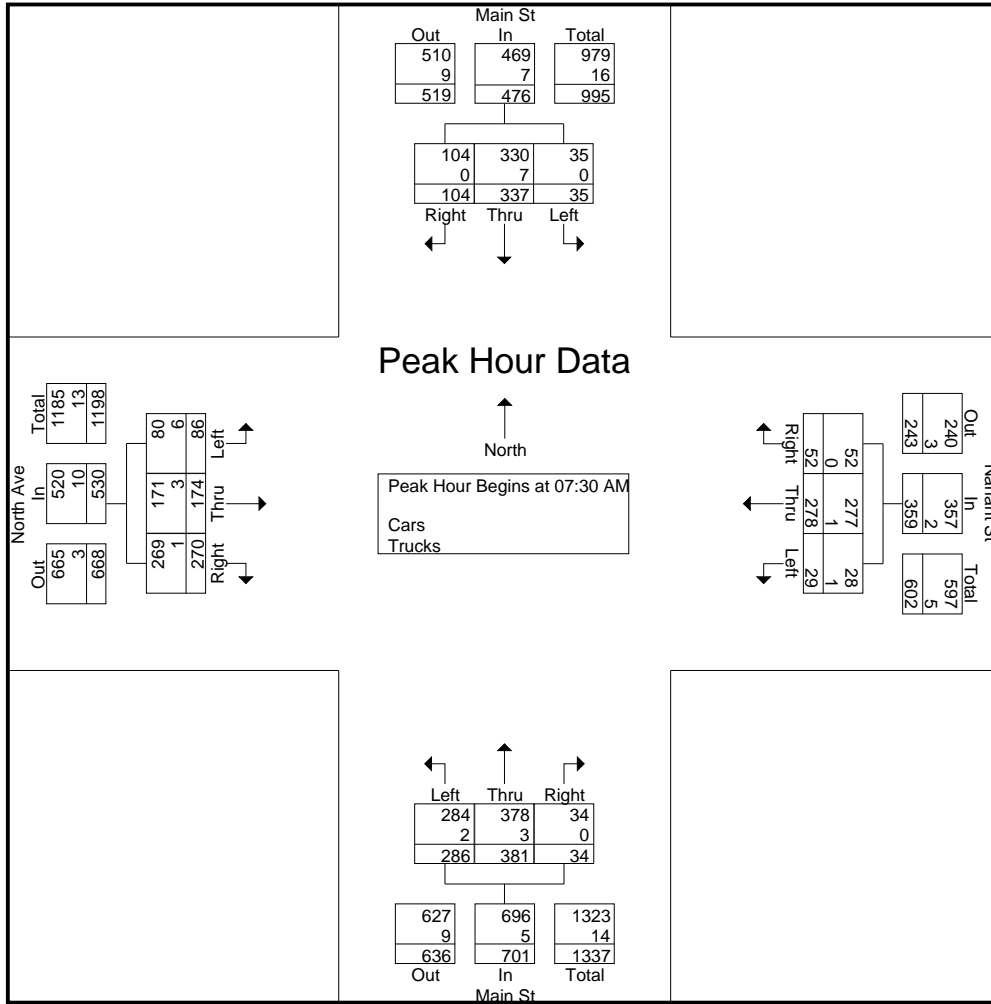 Main St
Out In Total
510 469 979
9 7 16
519 476 995
104 330 35
0 7 0
104 337 35
Right Thru Left
Peak Hour Data
North
Peak Hour Begins at 07:30 AM
Cars
Trucks
North Ave
Total In Out
1185 520 665
13 10 3
1198 530 668
80 171 269
6 3 1
86 174 270
Left Thru Right
Nahant St
Out In Total
240 357 597
3 2 5
243 359 602
52 277 28
0 1 1
52 278 29
Right Thru Left
Left Thru Right
284 378 34
2 3 0
286 381 34
627 696 1323
9 5 14
636 701 1337
Out In Total
Main St